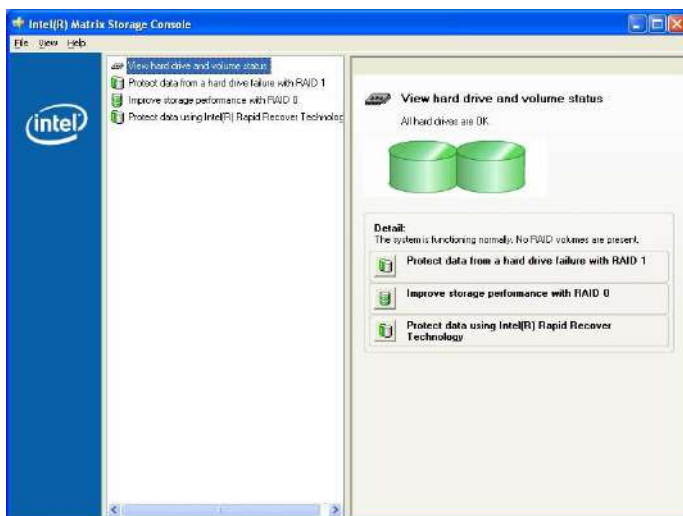 Intel(R) Matrix Storage Console
File View Help
intel
View hard drive and volume status
Protect data from a hard drive failure with RAID 1
Improve storage performance with RAID 0
Protect data using Intel(R) Rapid Recover Technolog
View hard drive and volume status
All hard drives are OK.
Detail:
The system is functioning normally. No RAID volumes are present.
Protect data from a hard drive failure with RAID 1
Improve storage performance with RAID 0
Protect data using Intel(R) Rapid Recover
Technology